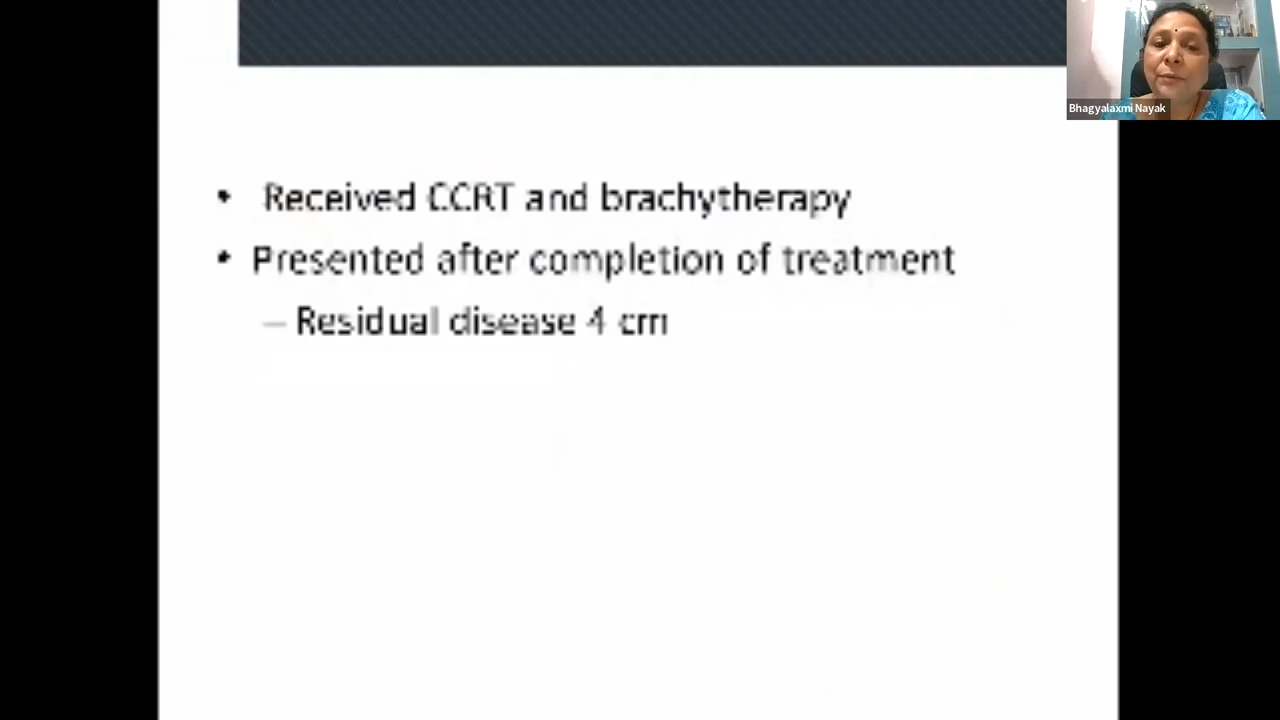 Bhagyalaxmi Nayak
• Received CCRT and brachytherapy
• Presented after completion of treatment
– Residual disease 4 cm